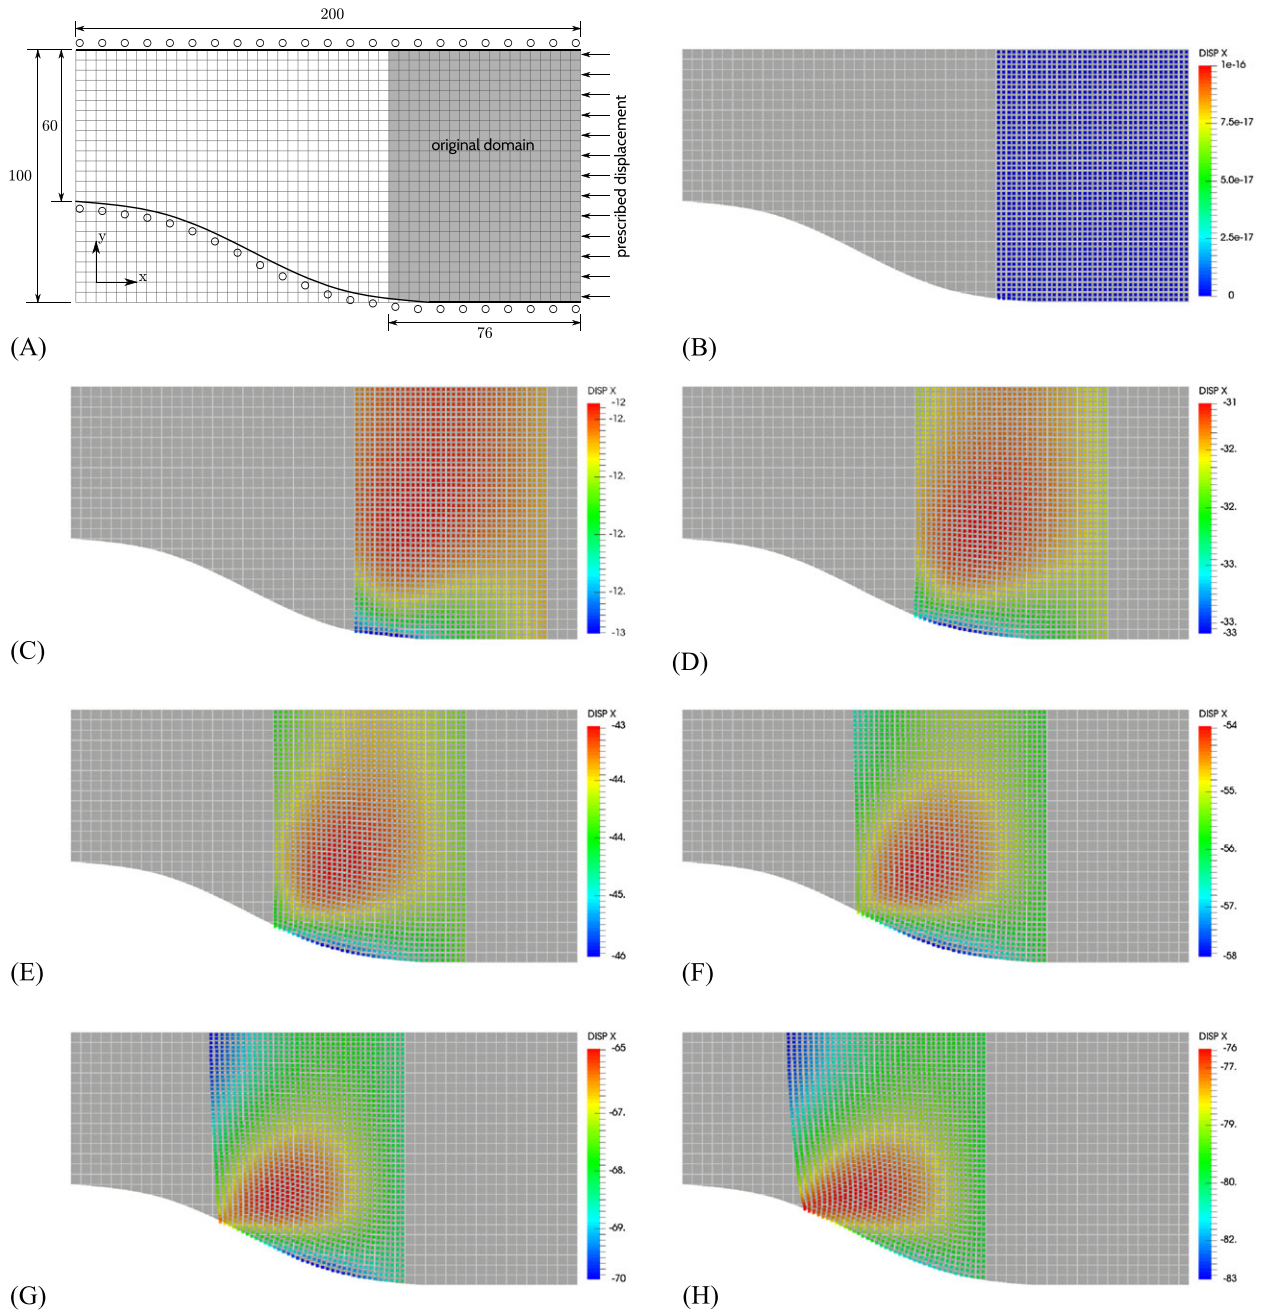 200
60
100
original domain
prescribed displacement
y
x
76
(A)
DISP X
1e-16
7.5e-17
5.0e-17
2.5e-17
0
(B)
DISP X
-12
-12.
-12.
-12.
-12.
-13
(C)
DISP X
-31
-32.
-32.
-33.
-33.
-33
(D)
DISP X
-43
-44.
-44.
-45.
-46
(E)
DISP X
-54
-55.
-56.
-57.
-58
(F)
DISP X
-65
-67.
-68.
-69.
-70
(G)
DISP X
-76
-77.
-79.
-80.
-82.
-83
(H)